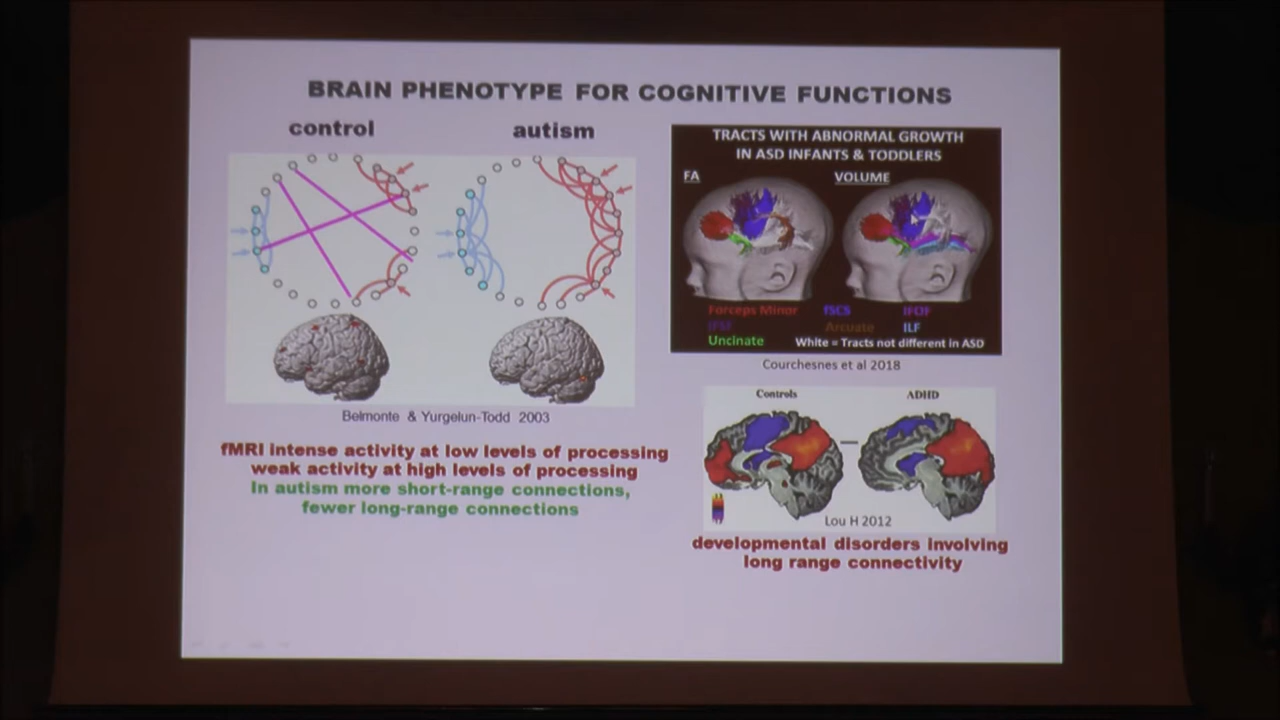 BRAIN PHENOTYPE FOR COGNITIVE FUNCTIONS
control
autism
Belmonte & Yurgelun-Todd 2003
fMRI intense activity at low levels of processing
weak activity at high levels of processing
In autism more short-range connections,
fewer long-range connections
TRACTS WITH ABNORMAL GROWTH
IN ASD INFANTS & TODDLERS
FA
VOLUME
Forceps Minor fSCS IFOF
Arcuate ILF
Uncinate White = Tracts not different in ASD
Courchesnes et al 2018
Controls
ADHD
Lou H 2012
developmental disorders involving
long range connectivity